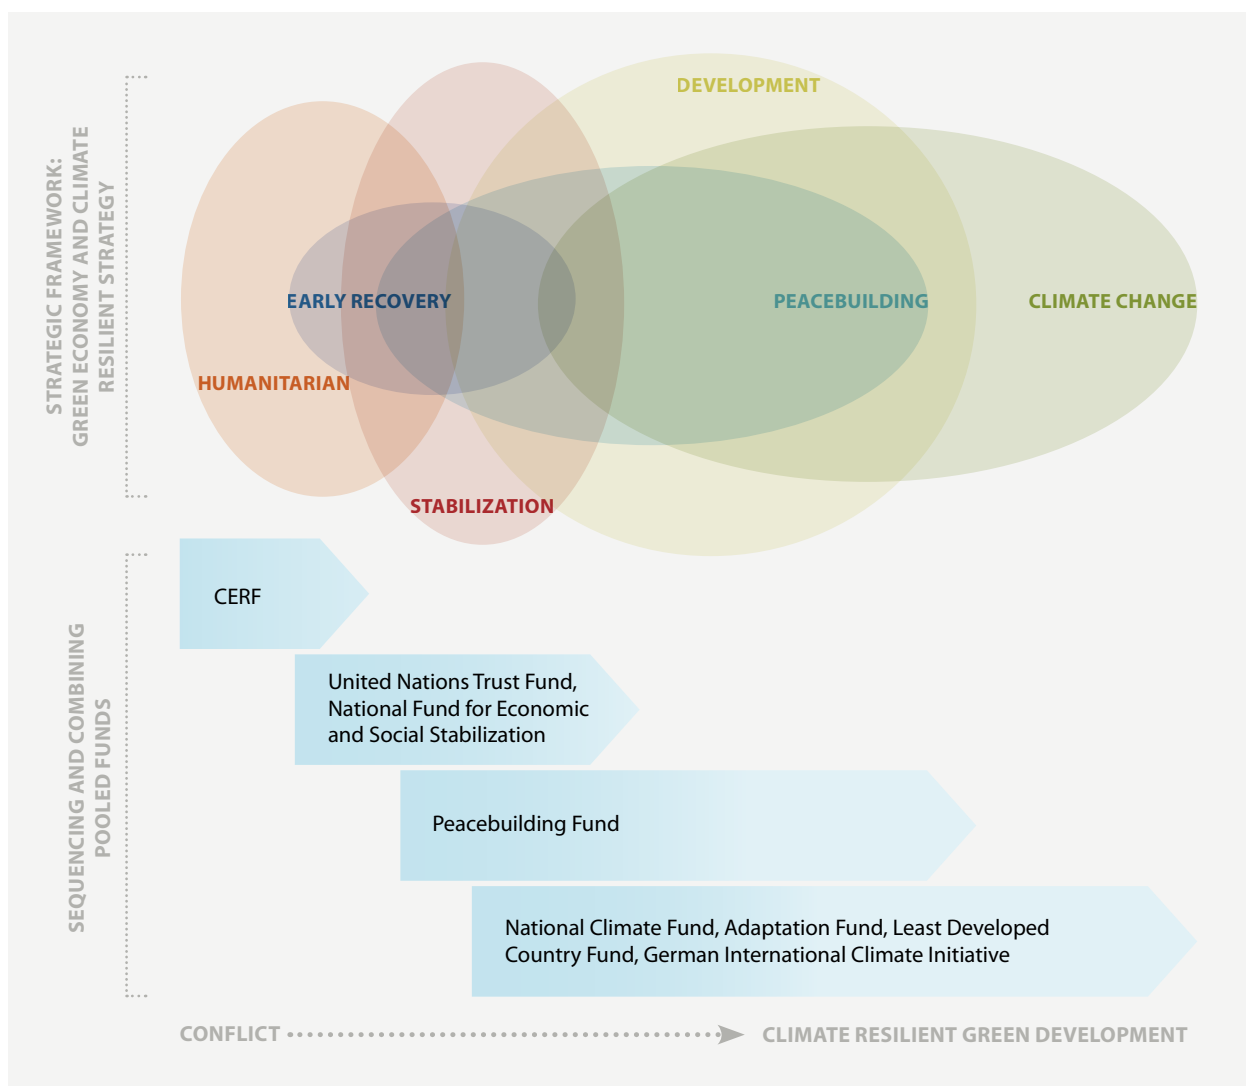 STRATEGIC FRAMEWORK:
GREEN ECONOMY AND CLIMATE
RESILIENT STRATEGY
DEVELOPMENT
EARLY RECOVERY
PEACEBUILDING
CLIMATE CHANGE
HUMANITARIAN
STABILIZATION
SEQUENCING AND COMBINING
POOLED FUNDS
CERF
United Nations Trust Fund,
National Fund for Economic
and Social Stabilization
Peacebuilding Fund
National Climate Fund, Adaptation Fund, Least Developed
Country Fund, German International Climate Initiative
CONFLICT
CLIMATE RESILIENT GREEN DEVELOPMENT